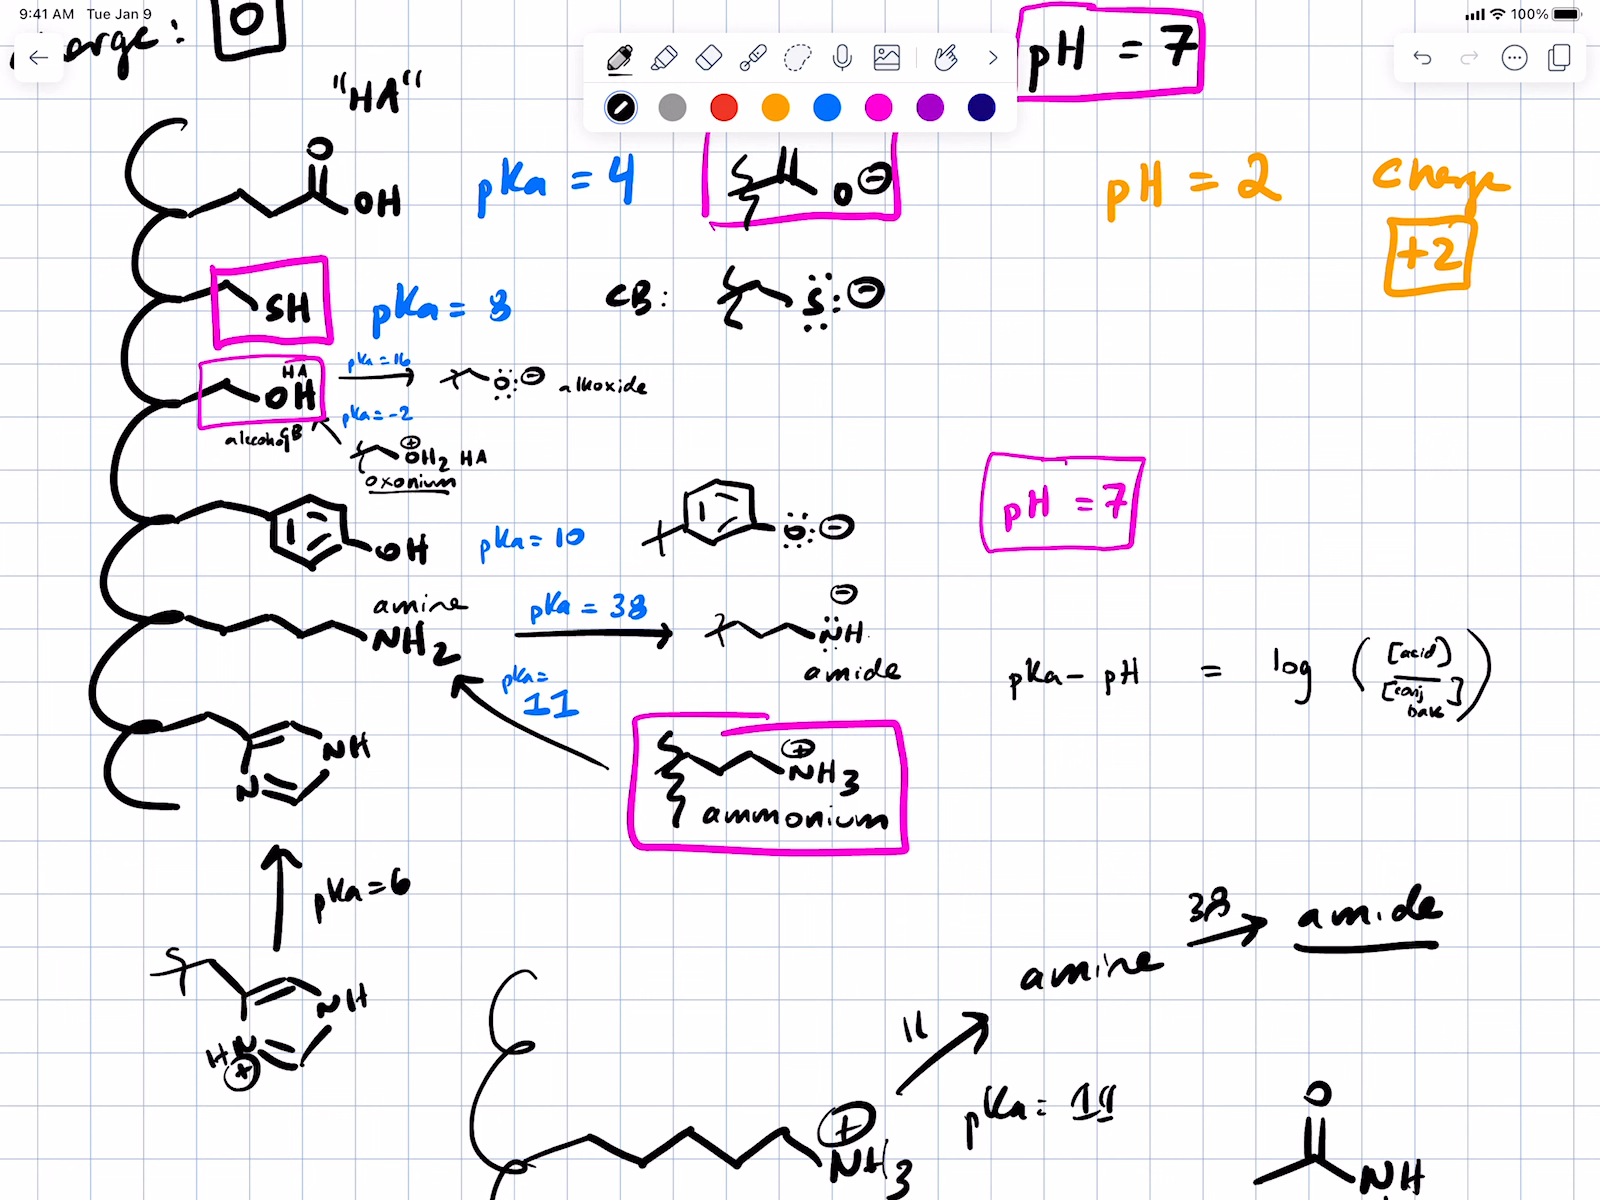 9:41 AM Tue Jan 9
100%
arge: 0
pH = 7
"HA"
O
OH
pKa = 4
O⊖
pH = 2
charge
+2
SH
pKa = 8
CB:
S ⊖
HA
OH
pKa = 16
O ⊖
alkoxide
pKa = -2
alcohol
CB
⊕
OH2 HA
oxonium
OH
pKa = 10
O ⊖
pH = 7
amine
NH2
pKa = 38
⊖
NH
amide
pKa=
11
pKa - pH = log ([acid] / [conj base])
⊕
NH3
ammonium
NH
N
pKa = 6
NH
HN
⊕
38
amide
amine
11
pKa = 11
⊕
NH3
O
NH